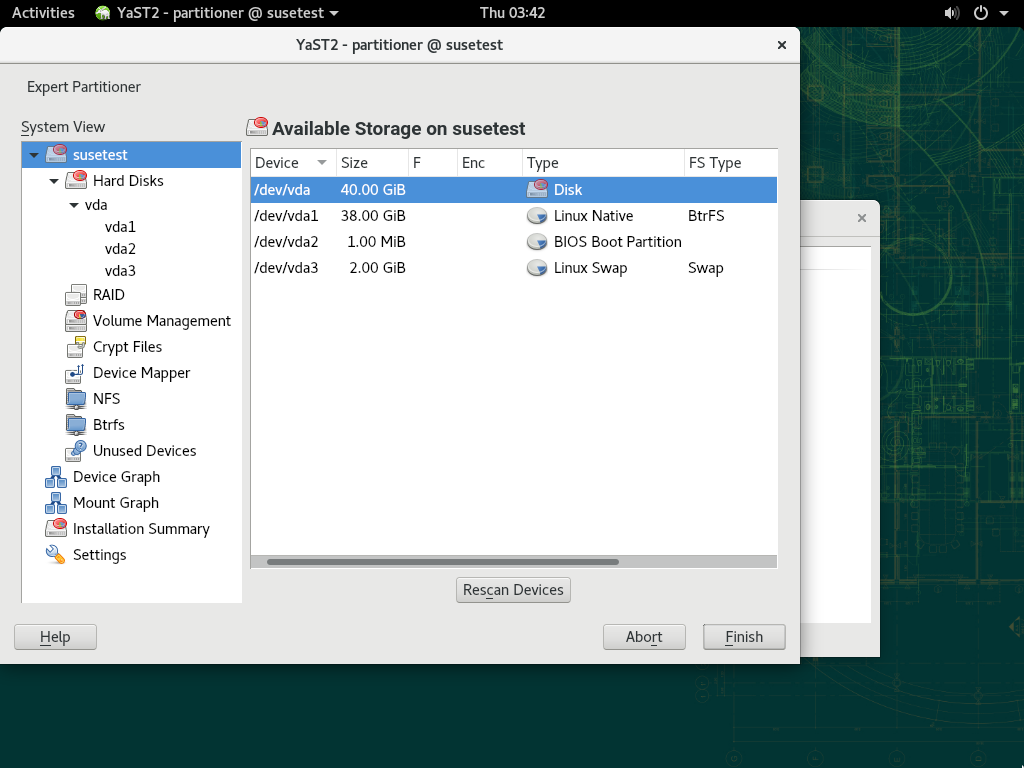 Activities YaST2 - partitioner @ susetest Thu 03:42
YaST2 - partitioner @ susetest
Expert Partitioner
System View
Available Storage on susetest
susetest
Hard Disks
vda
vda1
vda2
vda3
RAID
Volume Management
Crypt Files
Device Mapper
NFS
Btrfs
Unused Devices
Device Graph
Mount Graph
Installation Summary
Settings
Device Size F Enc Type FS Type
/dev/vda 40.00 GiB Disk
/dev/vda1 38.00 GiB Linux Native BtrFS
/dev/vda2 1.00 MiB BIOS Boot Partition
/dev/vda3 2.00 GiB Linux Swap Swap
Rescan Devices
Help Abort Finish